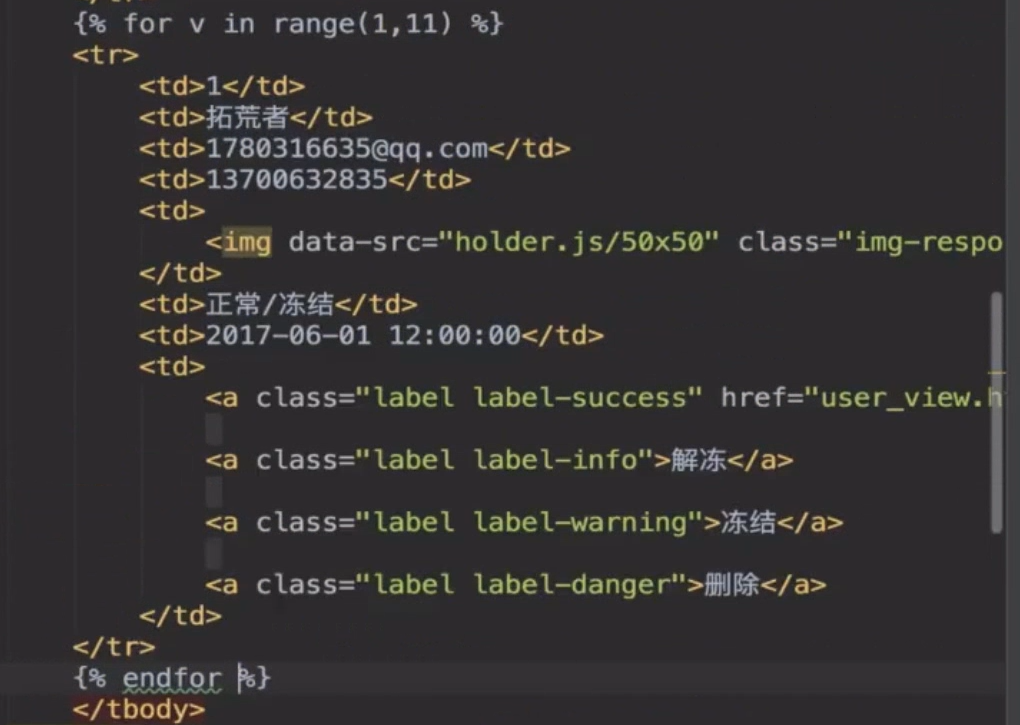 {% for v in range(1,11) %}
<tr>
<td>1</td>
<td>拓荒者</td>
<td>1780316635@qq.com</td>
<td>13700632835</td>
<td>
<img data-src="holder.js/50x50" class="img-respo
</td>
<td>正常/冻结</td>
<td>2017-06-01 12:00:00</td>
<td>
<a class="label label-success" href="user_view.h
<a class="label label-info">解冻</a>
<a class="label label-warning">冻结</a>
<a class="label label-danger">删除</a>
</td>
</tr>
{% endfor %}
</tbody>